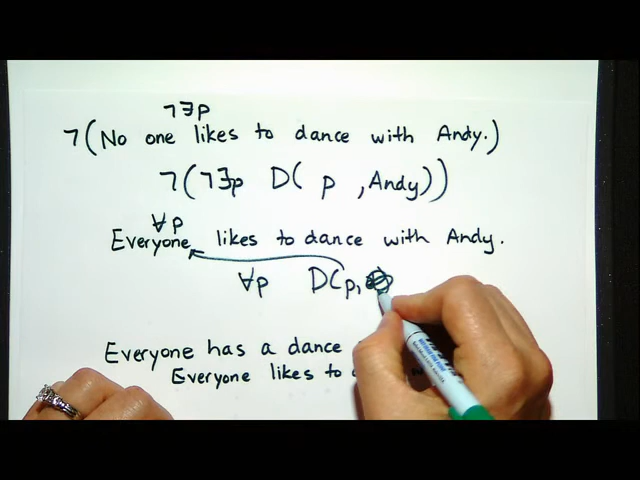 ¬∃p
¬(No one likes to dance with Andy.)
¬(¬∃p D( p ,Andy))
∀p
Everyone likes to dance with Andy.
∀p D(p,
Everyone has a dance
Everyone likes to